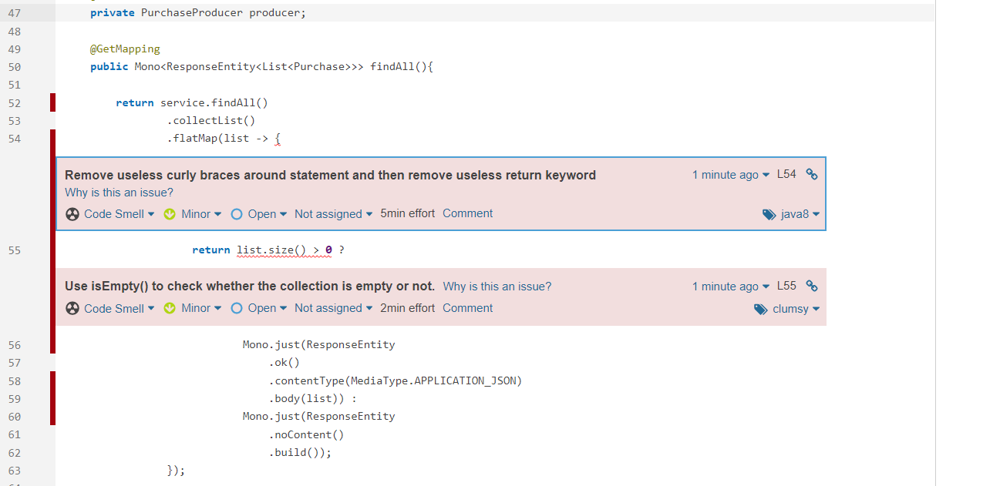 47 private PurchaseProducer producer;
48
49 @GetMapping
50 public Mono<ResponseEntity<List<Purchase>>> findAll(){
51
52 return service.findAll()
53 .collectList()
54 .flatMap(list -> {
Remove useless curly braces around statement and then remove useless return keyword 1 minute ago L54
Why is this an issue?
Code Smell Minor Open Not assigned 5min effort Comment java8
55 return list.size() > 0 ?
Use isEmpty() to check whether the collection is empty or not. Why is this an issue? 1 minute ago L55
Code Smell Minor Open Not assigned 2min effort Comment clumsy
56 Mono.just(ResponseEntity
57 .ok()
58 .contentType(MediaType.APPLICATION_JSON)
59 .body(list)) :
60 Mono.just(ResponseEntity
61 .noContent()
62 .build());
63 });